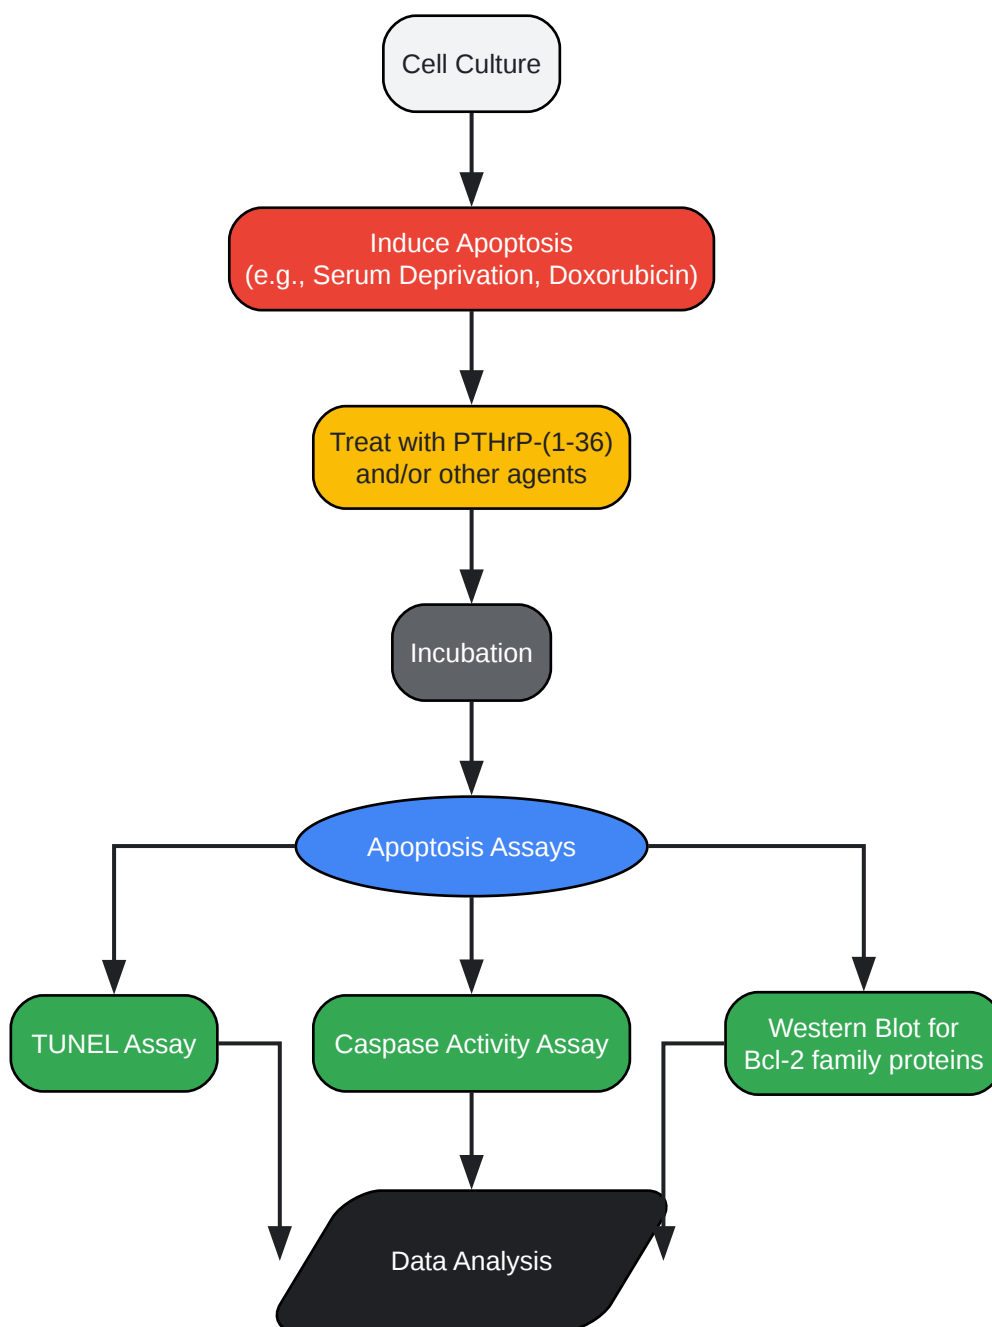 Cell Culture
Induce Apoptosis
(e.g., Serum Deprivation, Doxorubicin)
Treat with PTHrP-(1-36)
and/or other agents
Incubation
Apoptosis Assays
TUNEL Assay
Caspase Activity Assay
Western Blot for
Bcl-2 family proteins
Data Analysis